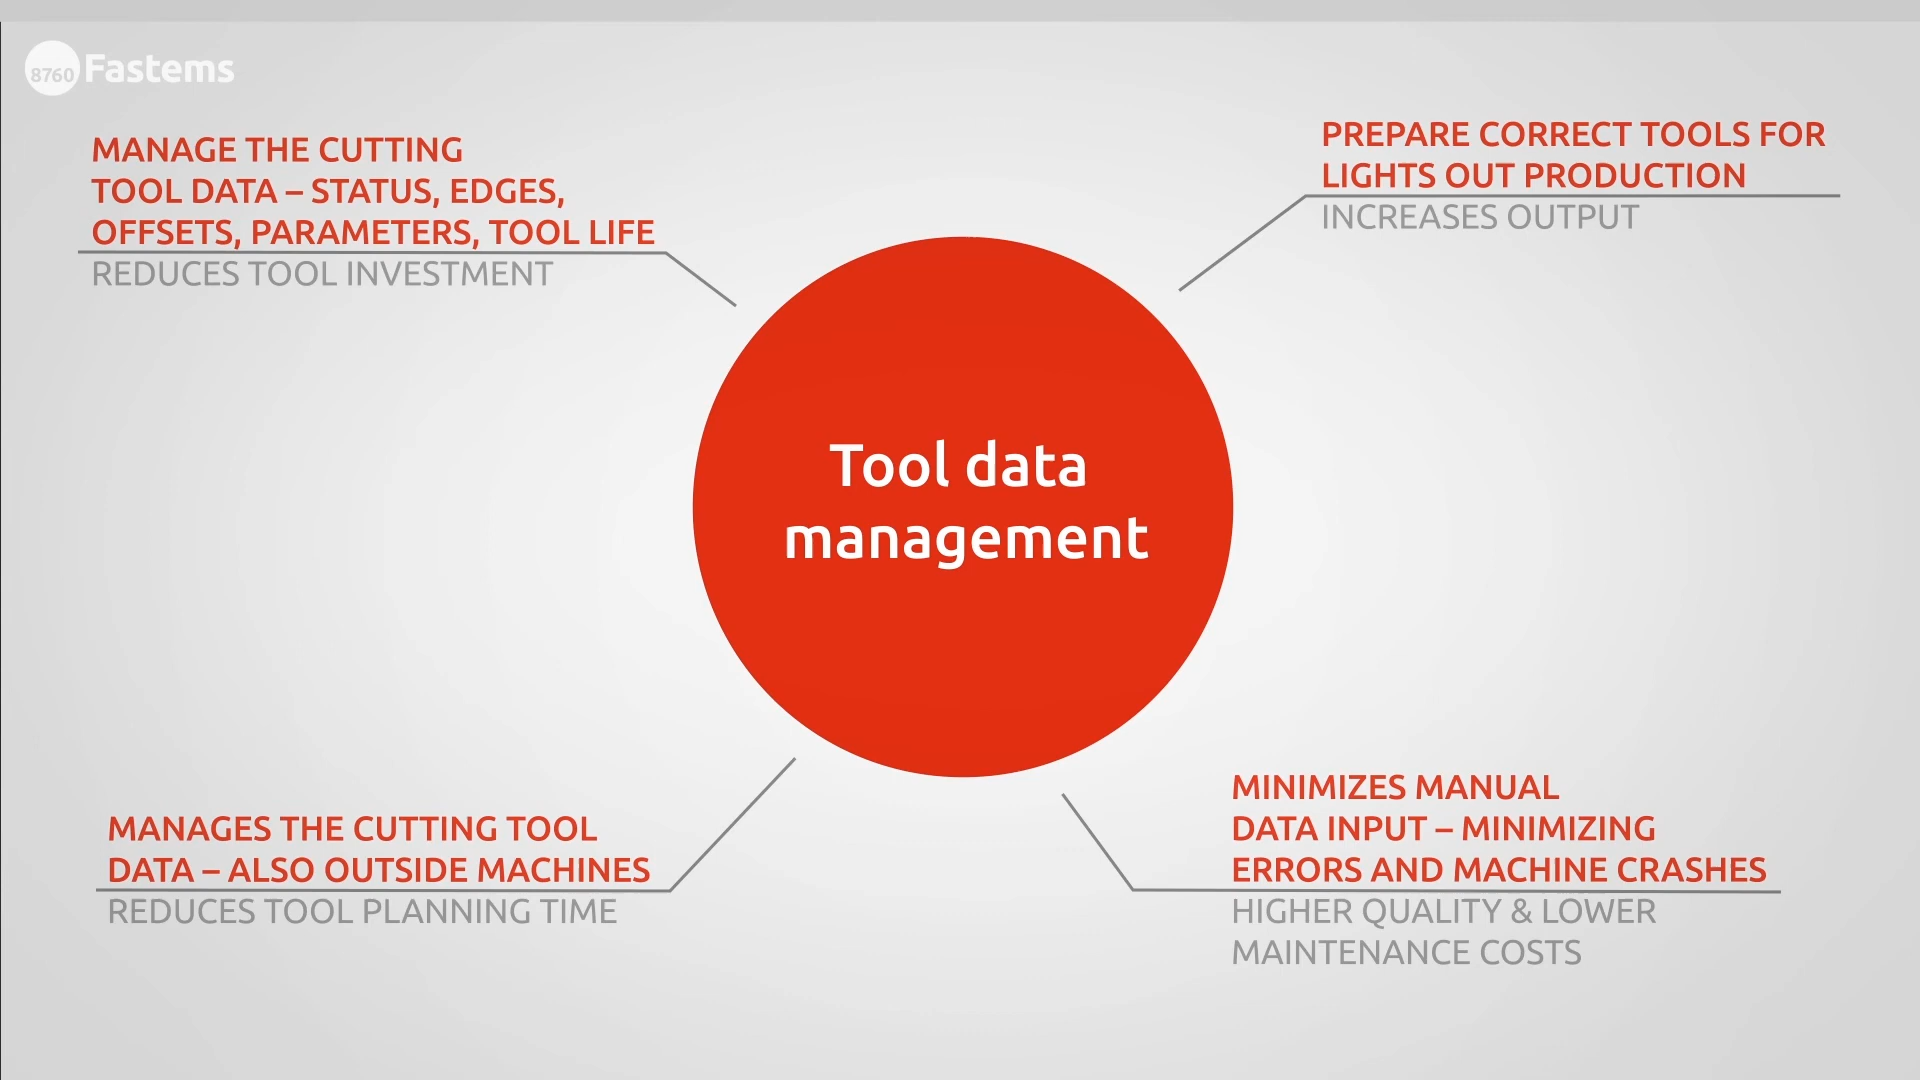 8760 Fastems
MANAGE THE CUTTING
TOOL DATA – STATUS, EDGES,
OFFSETS, PARAMETERS, TOOL LIFE
REDUCES TOOL INVESTMENT
PREPARE CORRECT TOOLS FOR
LIGHTS OUT PRODUCTION
INCREASES OUTPUT
Tool data
management
MANAGES THE CUTTING TOOL
DATA – ALSO OUTSIDE MACHINES
REDUCES TOOL PLANNING TIME
MINIMIZES MANUAL
DATA INPUT – MINIMIZING
ERRORS AND MACHINE CRASHES
HIGHER QUALITY & LOWER
MAINTENANCE COSTS